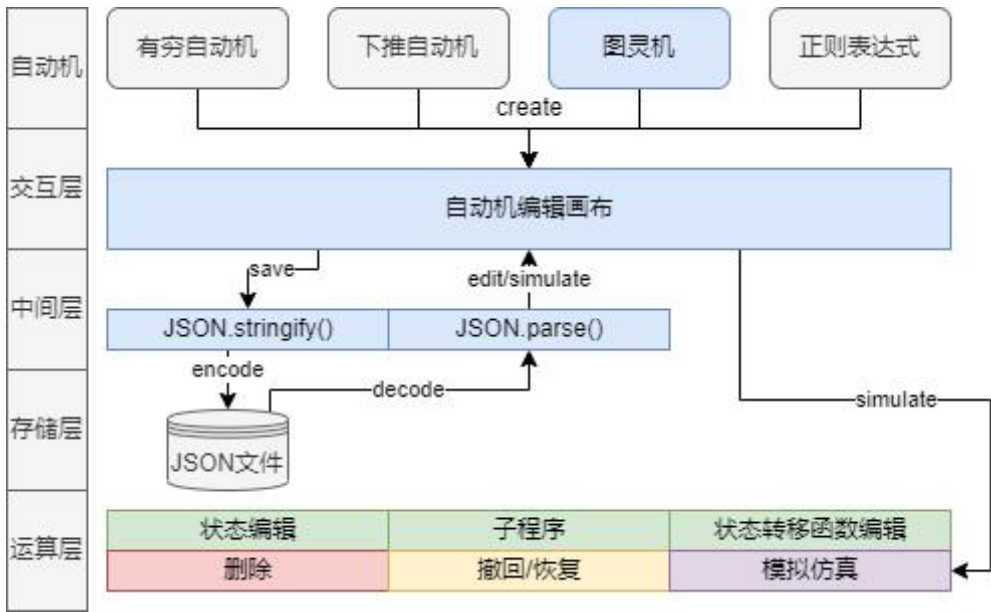 自动机
有穷自动机
下推自动机
图灵机
正则表达式
create
交互层
自动机编辑画布
save
edit/simulate
中间层
JSON.stringify()
JSON.parse()
encode
decode
simulate
存储层
JSON文件
运算层
状态编辑
子程序
状态转移函数编辑
删除
撤回/恢复
模拟仿真